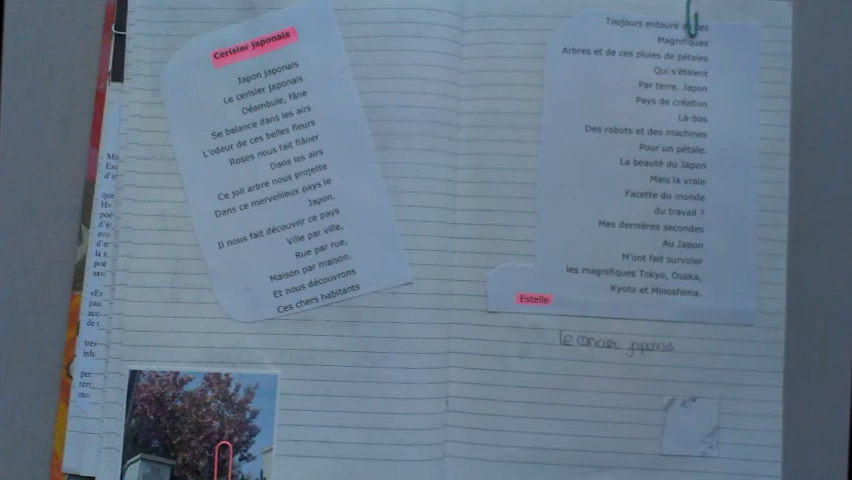 Cerisier japonais
Japon japonais
Le cerisier japonais
Déambule, fâne
Se balance dans les airs
L'odeur de ces belles fleurs
Roses nous fait flâner
Dans les airs
Ce joli arbre nous projette
Dans ce merveilleux pays le
Japon.
Il nous fait découvrir ce pays
Ville par ville,
Rue par rue,
Maison par maison.
Et nous découvrons
Ces chers habitants
Toujours entouré de ces
Magnifiques
Arbres et de ces pluies de pétales
Qui s'étalent
Par terre. Japon
Pays de création
Là-bas
Des robots et des machines
Pour un pétale.
La beauté du Japon
Mais la vraie
Facette du monde
du travail ?
Mes dernières secondes
Au Japon
M'ont fait survoler
les magnifiques Tokyo, Osaka,
Kyoto et Minoshima.
Estelle
le cerisier japonais